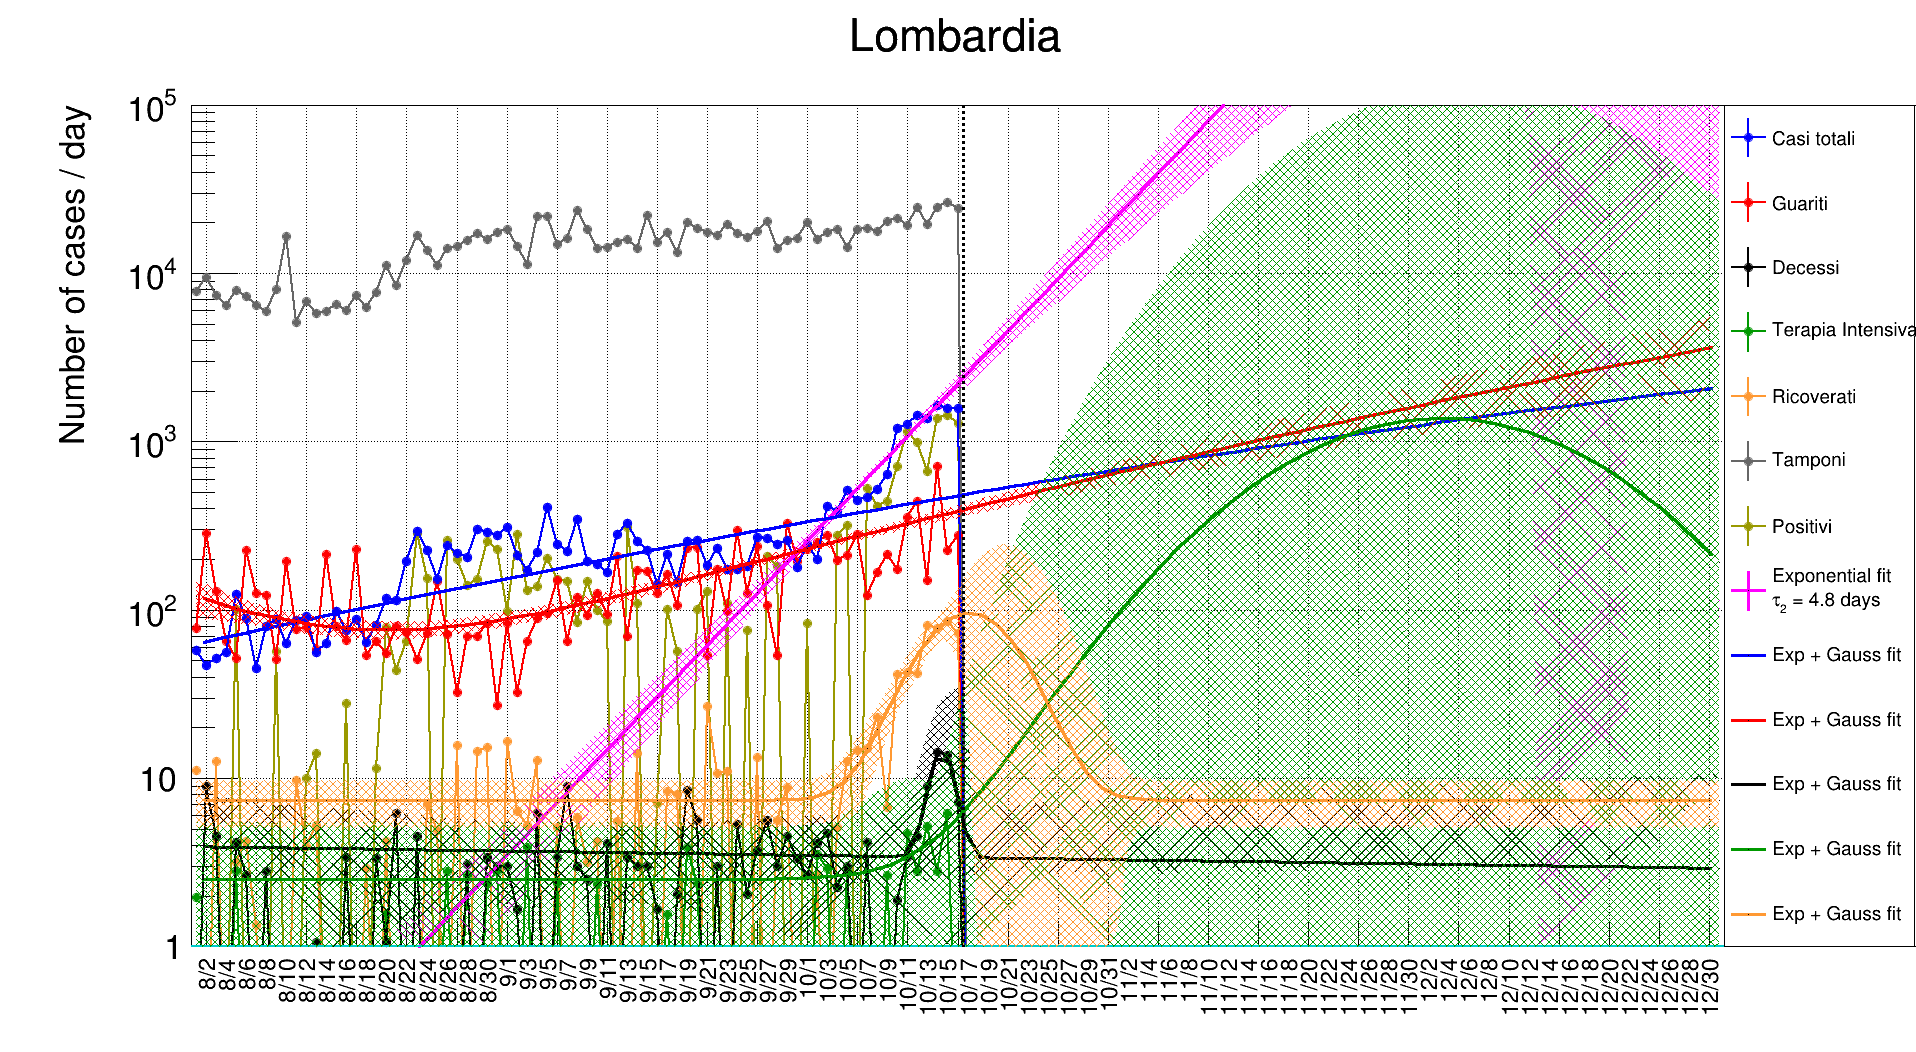 Lombardia
Number of cases / day
10^5
10^4
10^3
10^2
10
1
8/2 8/4 8/6 8/8 8/10 8/12 8/14 8/16 8/18 8/20 8/22 8/24 8/26 8/28 8/30 9/1 9/3 9/5 9/7 9/9 9/11 9/13 9/15 9/17 9/19 9/21 9/23 9/25 9/27 9/29 10/1 10/3 10/5 10/7 10/9 10/11 10/13 10/15 10/17 10/19 10/21 10/23 10/25 10/27 10/29 10/31 11/2 11/4 11/6 11/8 11/10 11/12 11/14 11/16 11/18 11/20 11/22 11/24 11/26 11/28 11/30 12/2 12/4 12/6 12/8 12/10 12/12 12/14 12/16 12/18 12/20 12/22 12/24 12/26 12/28 12/30
Casi totali
Guariti
Decessi
Terapia Intensiva
Ricoverati
Tamponi
Positivi
Exponential fit
τ₂ = 4.8 days
Exp + Gauss fit
Exp + Gauss fit
Exp + Gauss fit
Exp + Gauss fit
Exp + Gauss fit